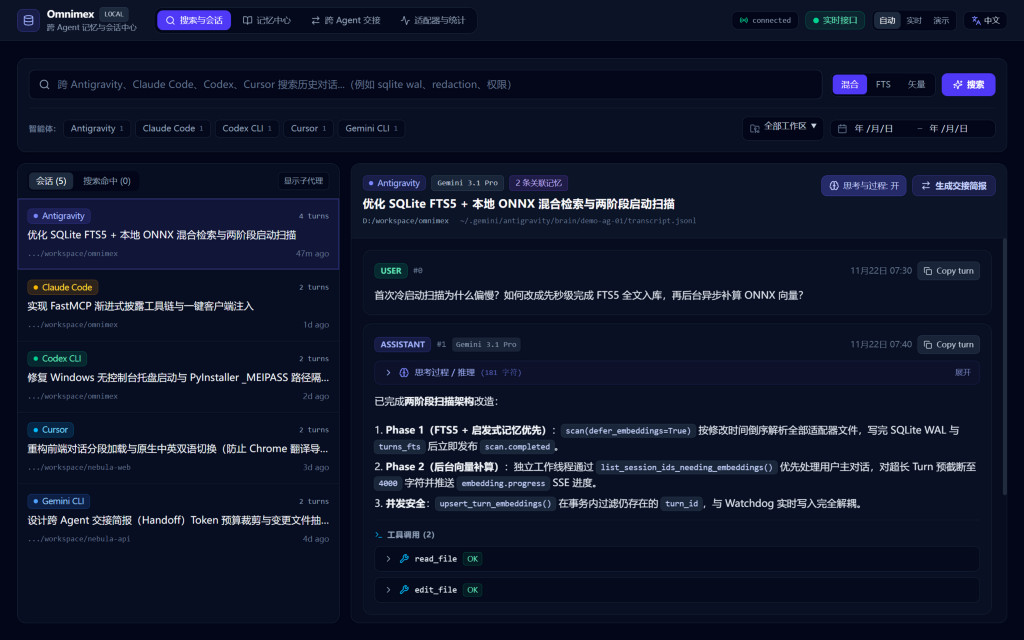 Omnimex LOCAL
跨 Agent 记忆与会话中心
搜索与会话
记忆中心
跨 Agent 交接
适配器与统计
connected
实时接口
自动 实时 演示
中文
跨 Antigravity、Claude Code、Codex、Cursor 搜索历史对话... (例如 sqlite wal、redaction、权限)
混合 FTS 矢量
搜索
智能体:
Antigravity 1
Claude Code 1
Codex CLI 1
Cursor 1
Gemini CLI 1
全部工作区 ▼
年 /月/日 – 年 /月/日
会话 (5)
搜索命中 (0)
显示子代理
Antigravity
4 turns
优化 SQLite FTS5 + 本地 ONNX 混合检索与两阶段启动扫描
.../workspace/omnimex
47m ago
Claude Code
2 turns
实现 FastMCP 渐进式披露工具链与一键客户端注入
.../workspace/omnimex
1d ago
Codex CLI
2 turns
修复 Windows 无控制台托盘启动与 PyInstaller _MEIPASS 路径隔...
.../workspace/omnimex
2d ago
Cursor
2 turns
重构前端对话分段加载与原生中英双语切换（防止 Chrome 翻译导...
.../workspace/nebula-web
3d ago
Gemini CLI
2 turns
设计跨 Agent 交接简报（Handoff）Token 预算裁剪与变更文件抽...
.../workspace/nebula-api
4d ago
Antigravity
Gemini 3.1 Pro
2 条关联记忆
优化 SQLite FTS5 + 本地 ONNX 混合检索与两阶段启动扫描
D:/workspace/omnimex ~/.gemini/antigravity/brain/demo-ag-01/transcript.jsonl
思考与过程: 开
生成交接简报
USER #0
11月22日 07:30
Copy turn
首次冷启动扫描为什么偏慢？如何改成先秒级完成 FTS5 全文入库，再后台异步补算 ONNX 向量？
ASSISTANT #1 Gemini 3.1 Pro
11月22日 07:40
Copy turn
思考过程 / 推理 (181 字符)
展开
已完成两阶段扫描架构改造：
1. Phase 1（FTS5 + 启发式记忆优先）： scan(defer_embeddings=True) 按修改时间倒序解析全部适配器文件，写完 SQLite WAL 与
turns_fts 后立即发布 scan.completed 。
2. Phase 2（后台向量补算）：独立工作线程通过 list_session_ids_needing_embeddings() 优先处理用户主对话，对超长 Turn 预截断至
4000 字符并推送 embedding.progress SSE 进度。
3. 并发安全： upsert_turn_embeddings() 在事务内过滤仍存在的 turn_id ，与 Watchdog 实时写入完全解耦。
工具调用 (2)
read_file OK
edit_file OK